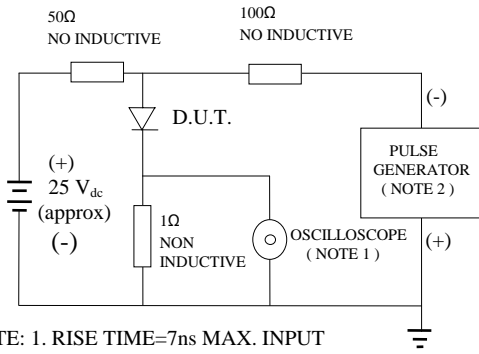 50Ω
NO INDUCTIVE
100Ω
NO INDUCTIVE
(-)
D.U.T.
PULSE
GENERATOR
( NOTE 2 )
(+)
25 Vdc
(approx)
(-)
1Ω
NON
INDUCTIVE
OSCILLOSCOPE
( NOTE 1 )
(+)
TE: 1. RISE TIME=7ns MAX. INPUT